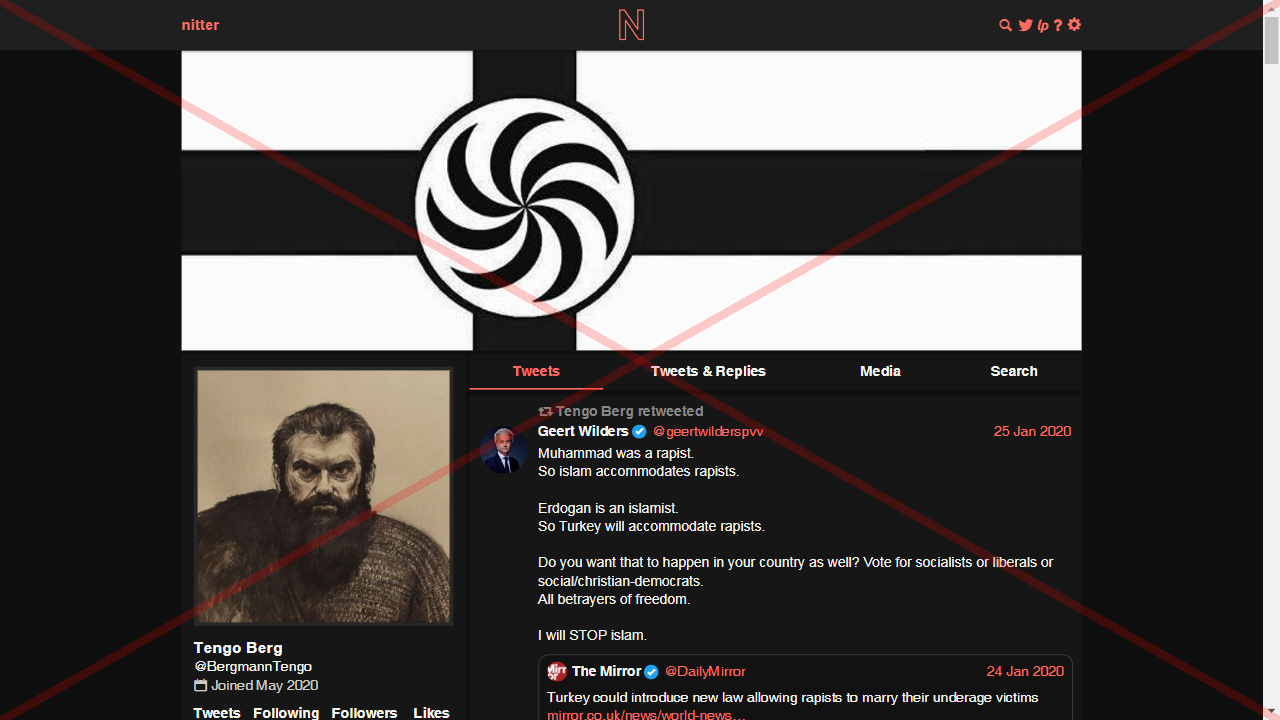 nitter
N
lp ?
Tweets Tweets & Replies Media Search
Tengo Berg retweeted
Geert Wilders @geertwilderspvv 25 Jan 2020
Muhammad was a rapist.
So islam accommodates rapists.
Erdogan is an islamist.
So Turkey will accommodate rapists.
Do you want that to happen in your country as well? Vote for socialists or liberals or
social/christian-democrats.
All betrayers of freedom.
I will STOP islam.
The Mirror @DailyMirror 24 Jan 2020
Turkey could introduce new law allowing rapists to marry their underage victims
mirror.co.uk/news/world-news…
Tengo Berg
@BergmannTengo
Joined May 2020
Tweets Following Followers Likes